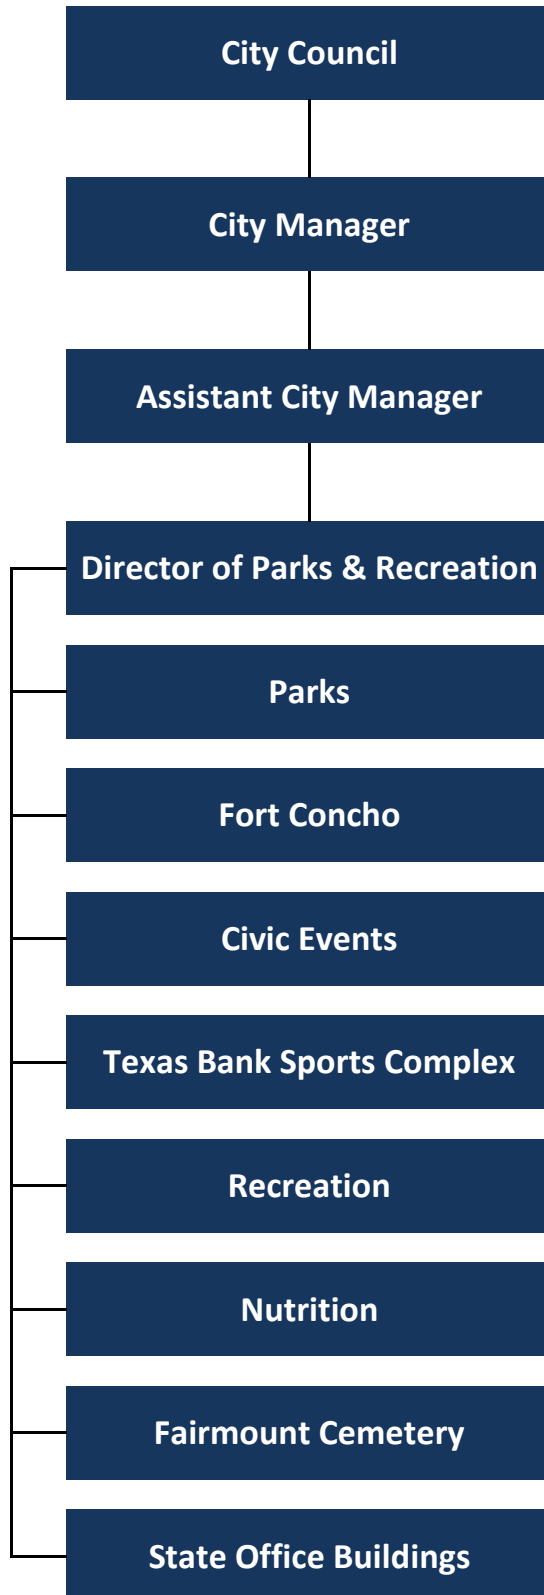 City Council
City Manager
Assistant City Manager
Director of Parks & Recreation
Parks
Fort Concho
Civic Events
Texas Bank Sports Complex
Recreation
Nutrition
Fairmount Cemetery
State Office Buildings